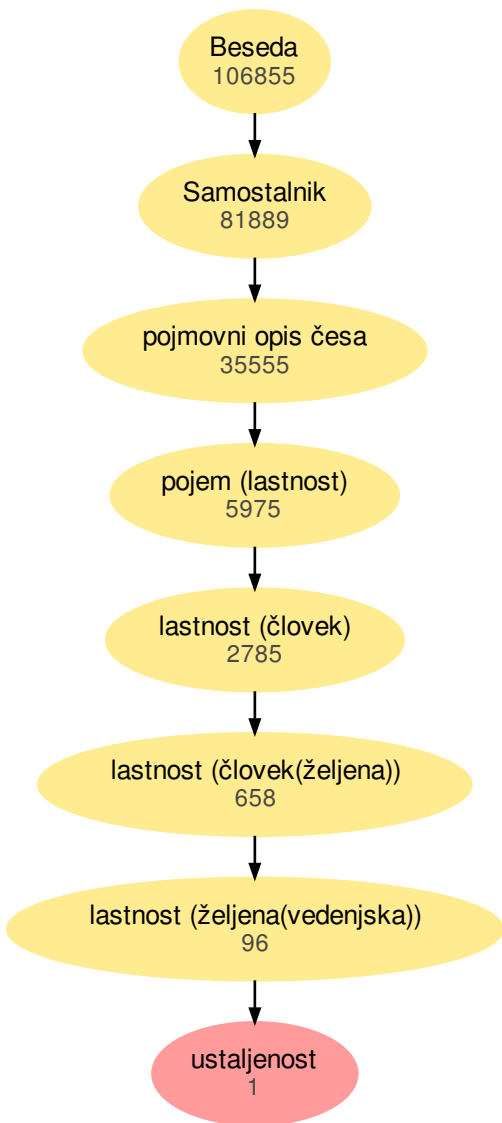 Beseda
106855
Samostalnik
81889
pojmovni opis česa
35555
pojem (lastnost)
5975
lastnost (človek)
2785
lastnost (človek(željena))
658
lastnost (željena(vedenjska))
96
ustaljenost
1